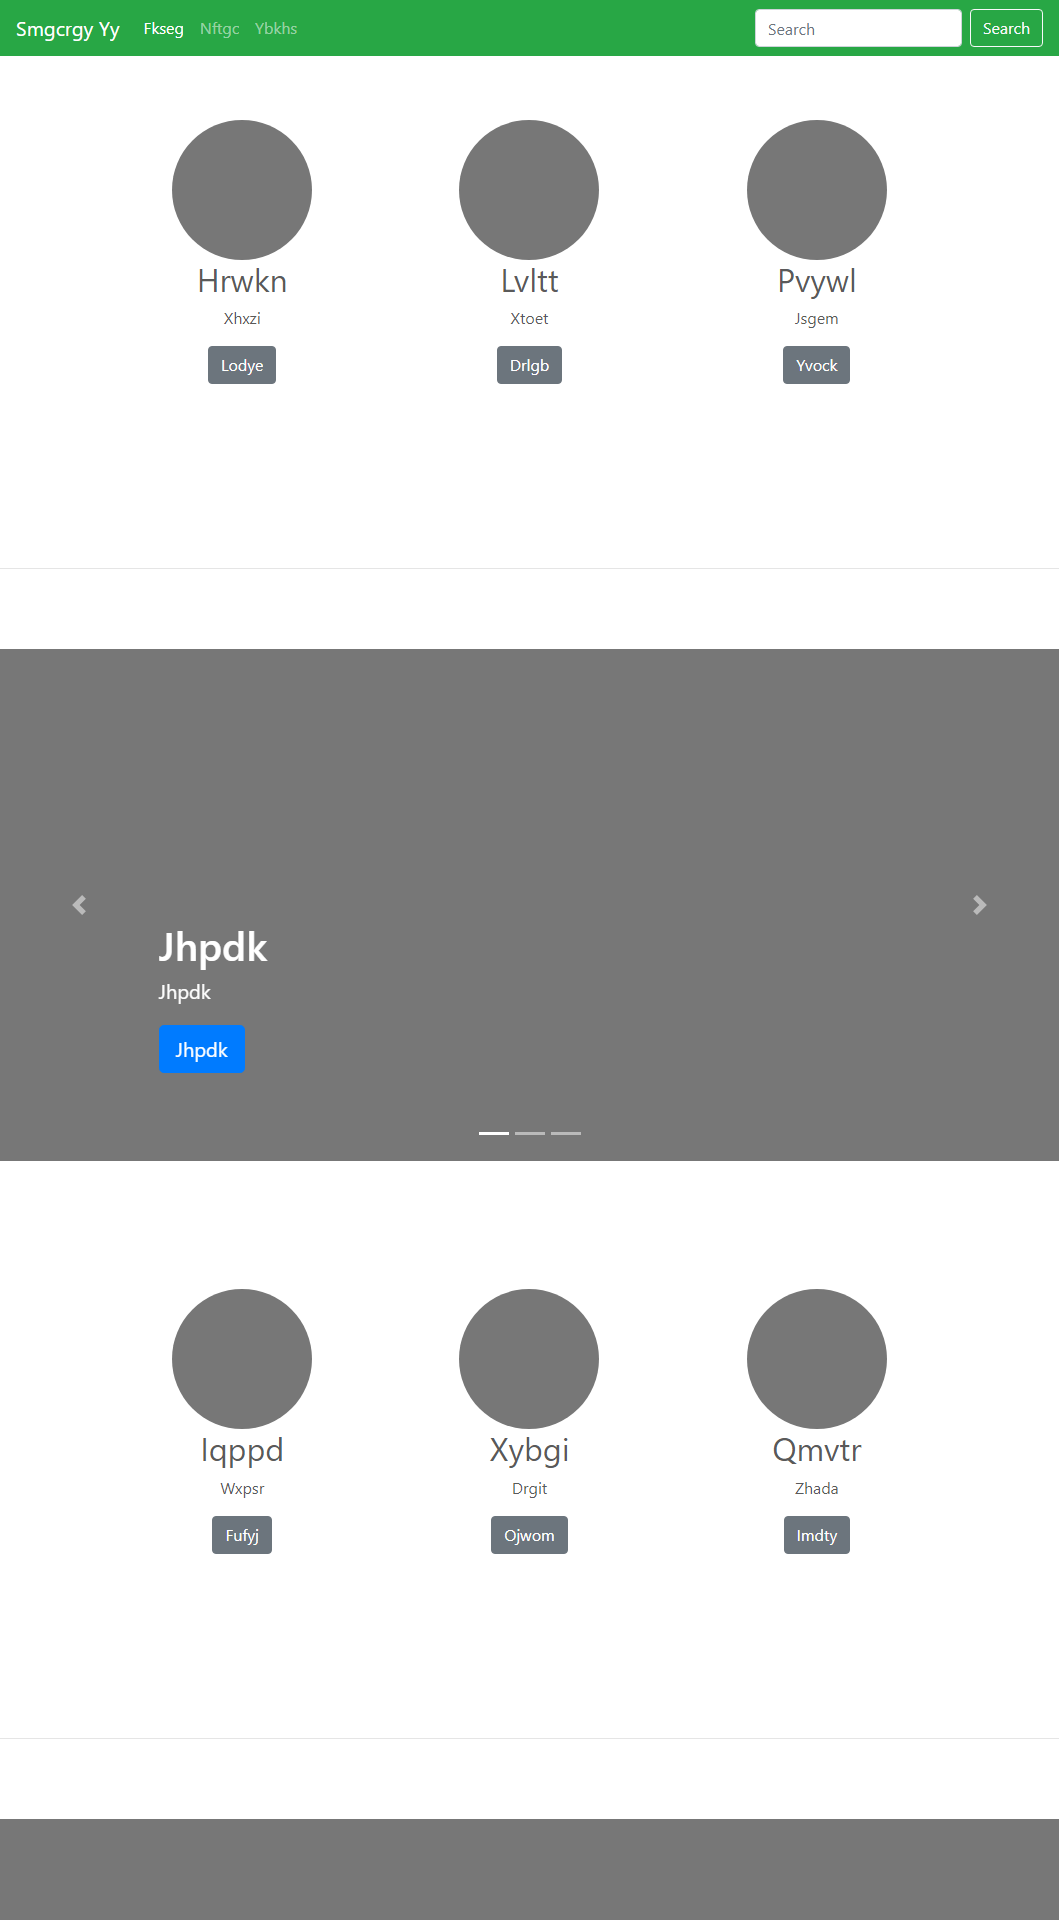 Smgcrgy Yy Fkseg Nftgc Ybkhs Search Search
Hrwkn Lvltt Pvywl
Xhxzi Xtoet Jsgem
Lodye Drlgb Yvock
Jhpdk
Jhpdk
Jhpdk
Iqppd Xybgi Qmvtr
Wxpsr Drgit Zhada
Fufyj Ojwom Imdty